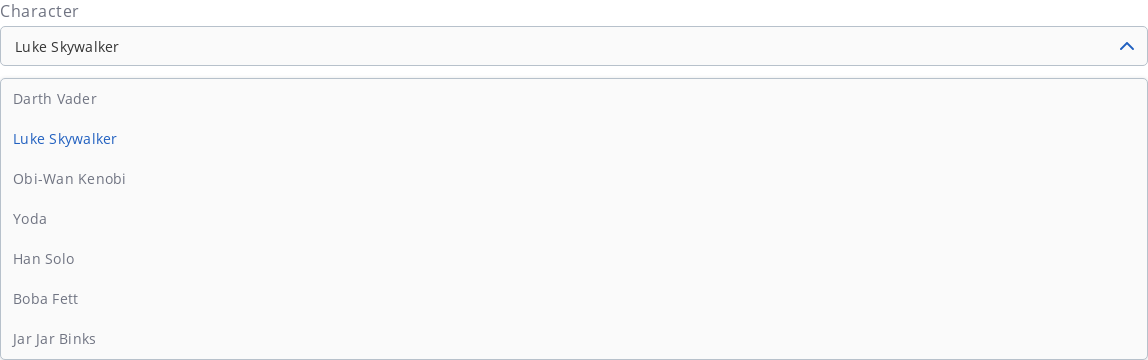 Character
Luke Skywalker
Darth Vader
Luke Skywalker
Obi-Wan Kenobi
Yoda
Han Solo
Boba Fett
Jar Jar Binks